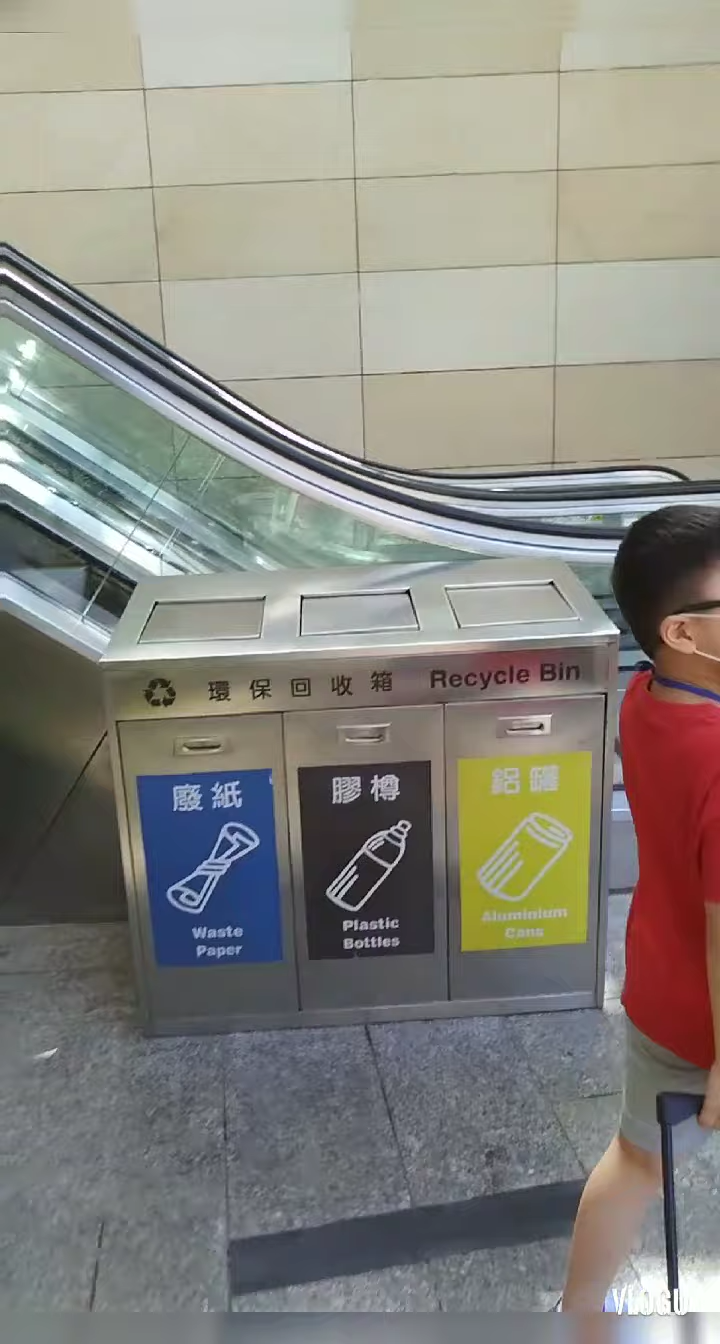 環保回收箱 Recycle Bin
廢紙
Waste
Paper
膠樽
Plastic
Bottles
鋁罐
Aluminium
Cans
VLOGU